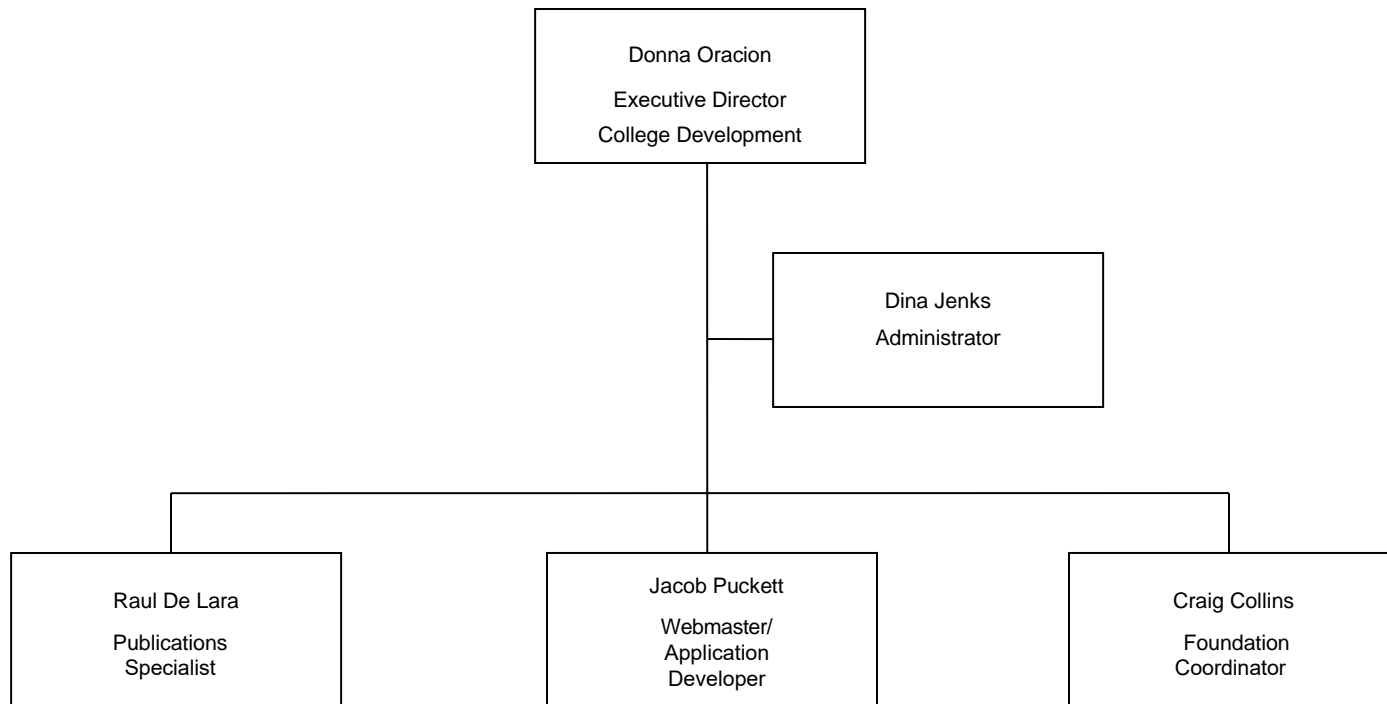 Donna Oracion
Executive Director
College Development
Dina Jenks
Administrator
Raul De Lara
Publications
Specialist
Jacob Puckett
Webmaster/
Application
Developer
Craig Collins
Foundation
Coordinator